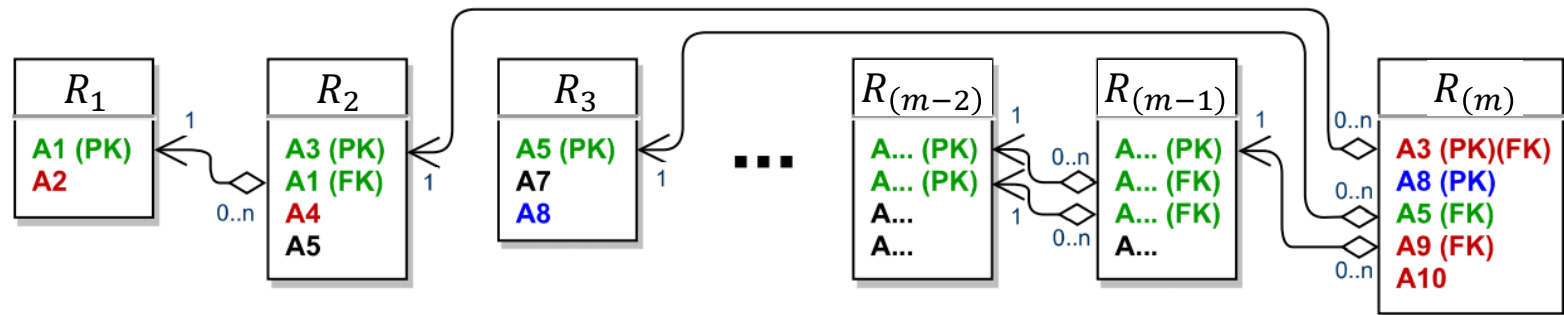 R1
A1 (PK)
A2
1
0..n
R2
A3 (PK)
A1 (FK)
A4
A5
1
R3
A5 (PK)
A7
A8
1
...
R(m−2)
A... (PK)
A... (PK)
A...
A...
1
1
0..n
0..n
R(m−1)
A... (PK)
A... (FK)
A... (FK)
A...
1
0..n
0..n
0..n
R(m)
A3 (PK)(FK)
A8 (PK)
A5 (FK)
A9 (FK)
A10